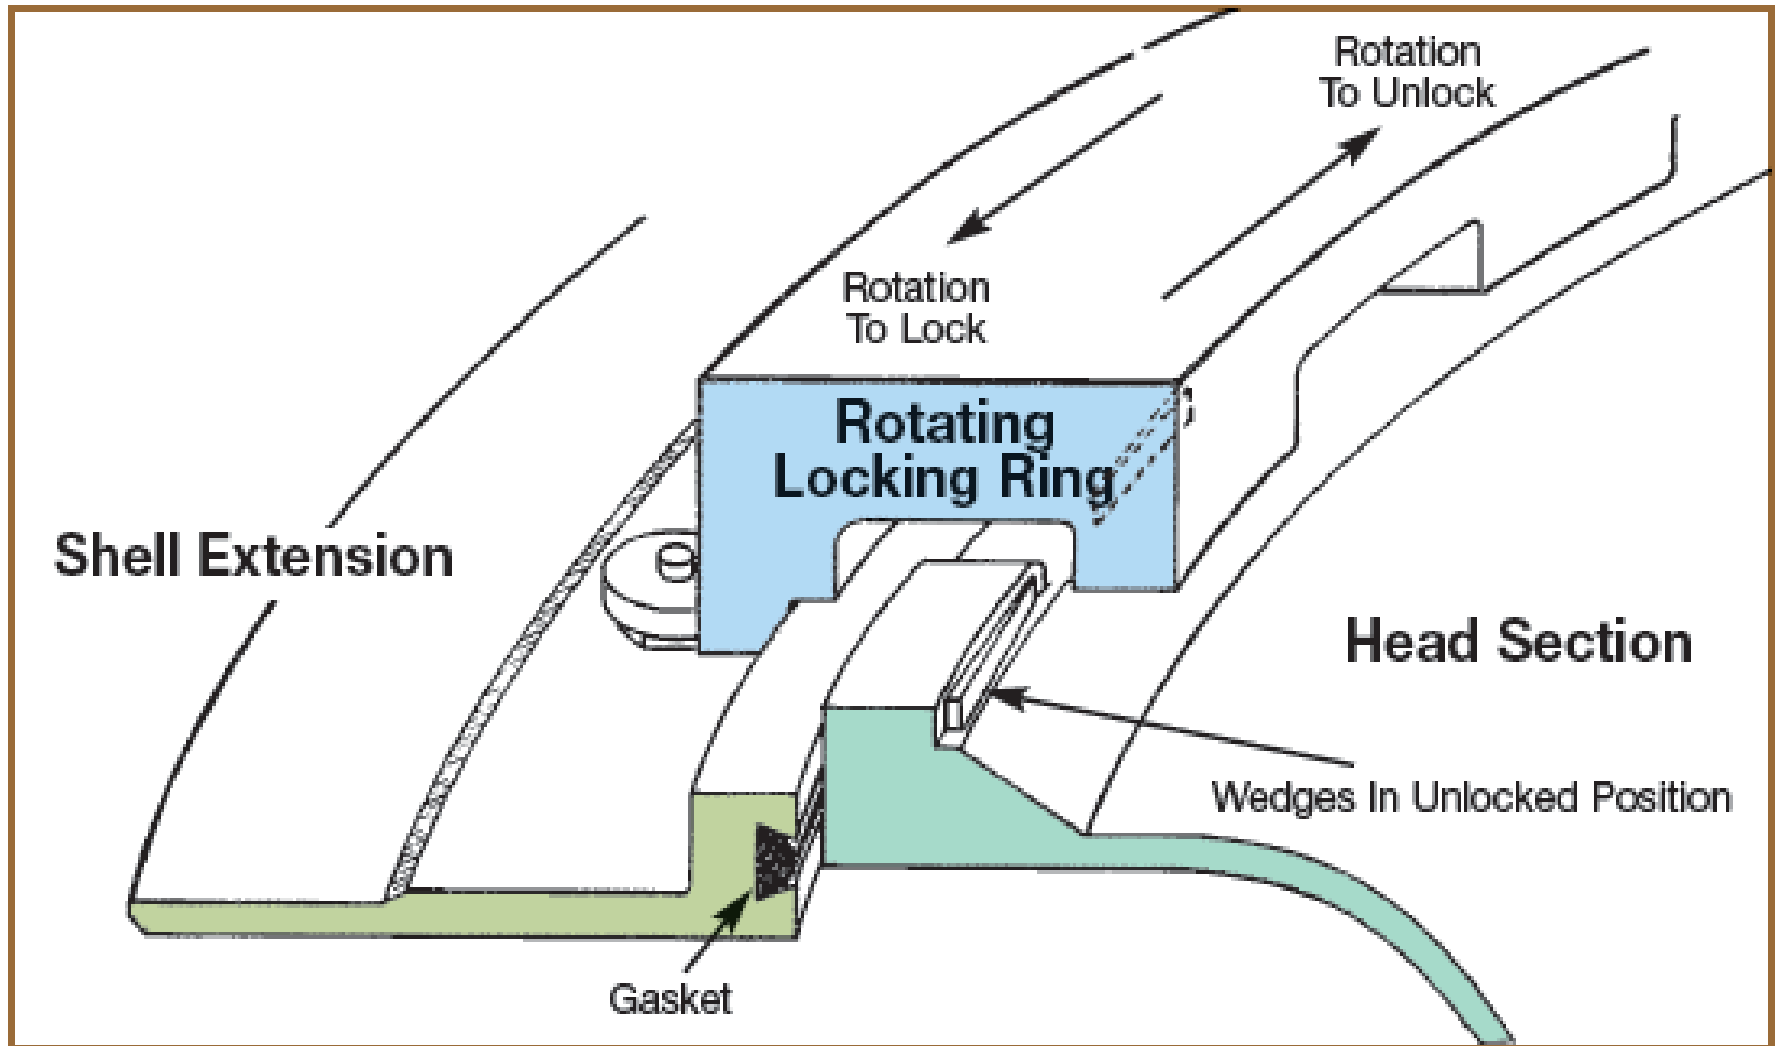 Rotation
To Unlock
Rotation
To Lock
Rotating
Locking Ring
Shell Extension
Head Section
Wedges In Unlocked Position
Gasket